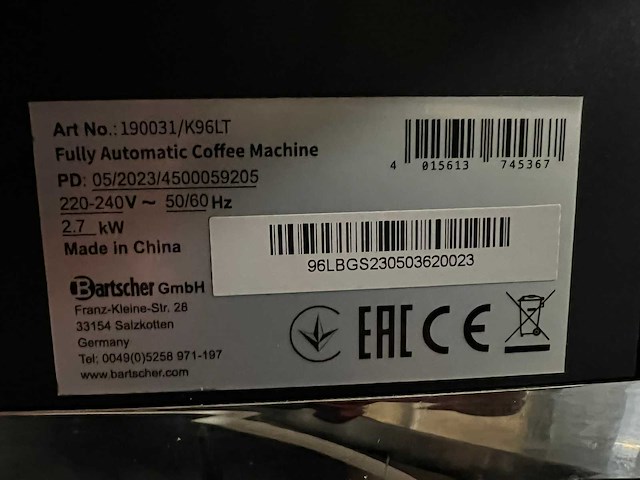 Art No.: 190031/K96LT
Fully Automatic Coffee Machine
PD: 05/2023/4500059205
220-240V ~ 50/60 Hz
2.7 kW
Made in China
4 015613 745367
96LBGS230503620023
Bartscher GmbH
Franz-Kleine-Str. 28
33154 Salzkotten
Germany
Tel: 0049(0)5258 971-197
www.bartscher.com
EAC CE